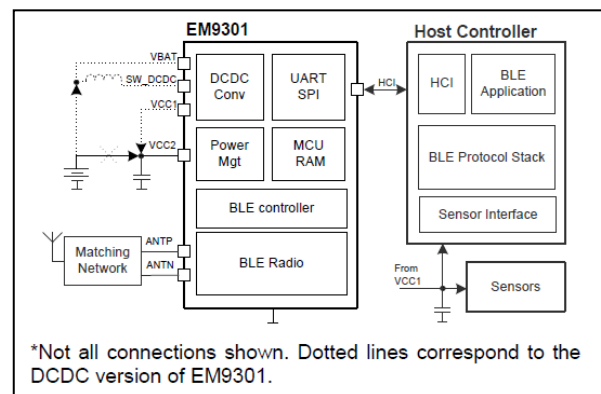 EM9301
Host Controller
VBAT
SW_DCDC
VCC1
VCC2
DCDC
Conv
UART
SPI
Power
Mgt
MCU
RAM
BLE controller
BLE Radio
HCI
HCI
BLE
Application
BLE Protocol Stack
Sensor Interface
Matching
Network
ANTP
ANTN
From
VCC1
Sensors
*Not all connections shown. Dotted lines correspond to the
DCDC version of EM9301.